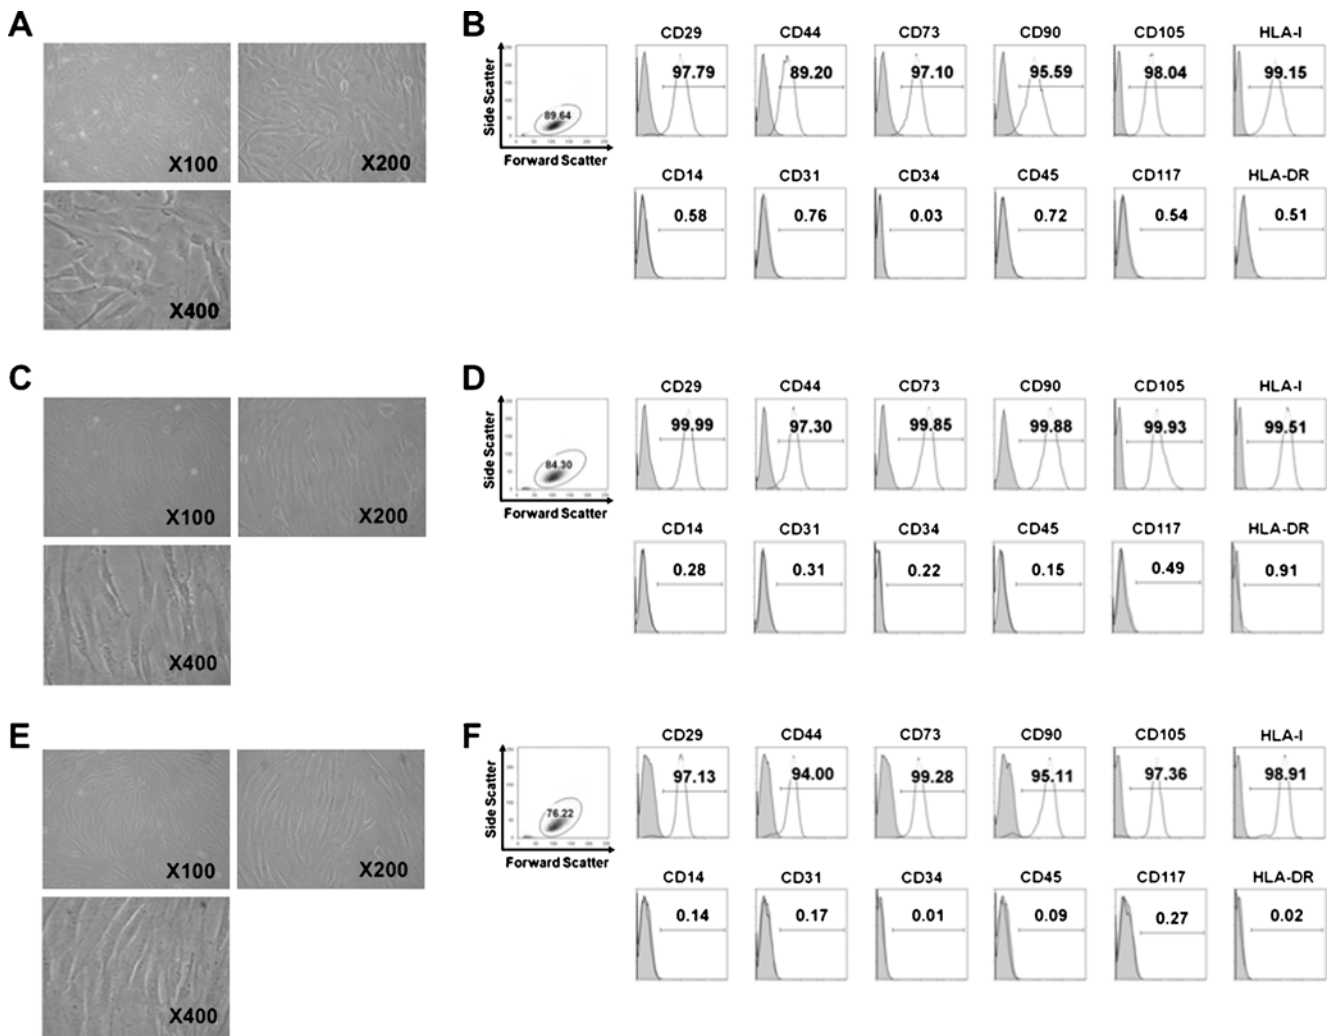 A
X100
X200
X400
B
Side Scatter
89.64
Forward Scatter
CD29 CD44 CD73 CD90 CD105 HLA-I
97.79 89.20 97.10 95.59 98.04 99.15
CD14 CD31 CD34 CD45 CD117 HLA-DR
0.58 0.76 0.03 0.72 0.54 0.51
C
X100
X200
X400
D
Side Scatter
84.30
Forward Scatter
CD29 CD44 CD73 CD90 CD105 HLA-I
99.99 97.30 99.85 99.88 99.93 99.51
CD14 CD31 CD34 CD45 CD117 HLA-DR
0.28 0.31 0.22 0.15 0.49 0.91
E
X100
X200
X400
F
Side Scatter
76.22
Forward Scatter
CD29 CD44 CD73 CD90 CD105 HLA-I
97.13 94.00 99.28 95.11 97.36 98.91
CD14 CD31 CD34 CD45 CD117 HLA-DR
0.14 0.17 0.01 0.09 0.27 0.02